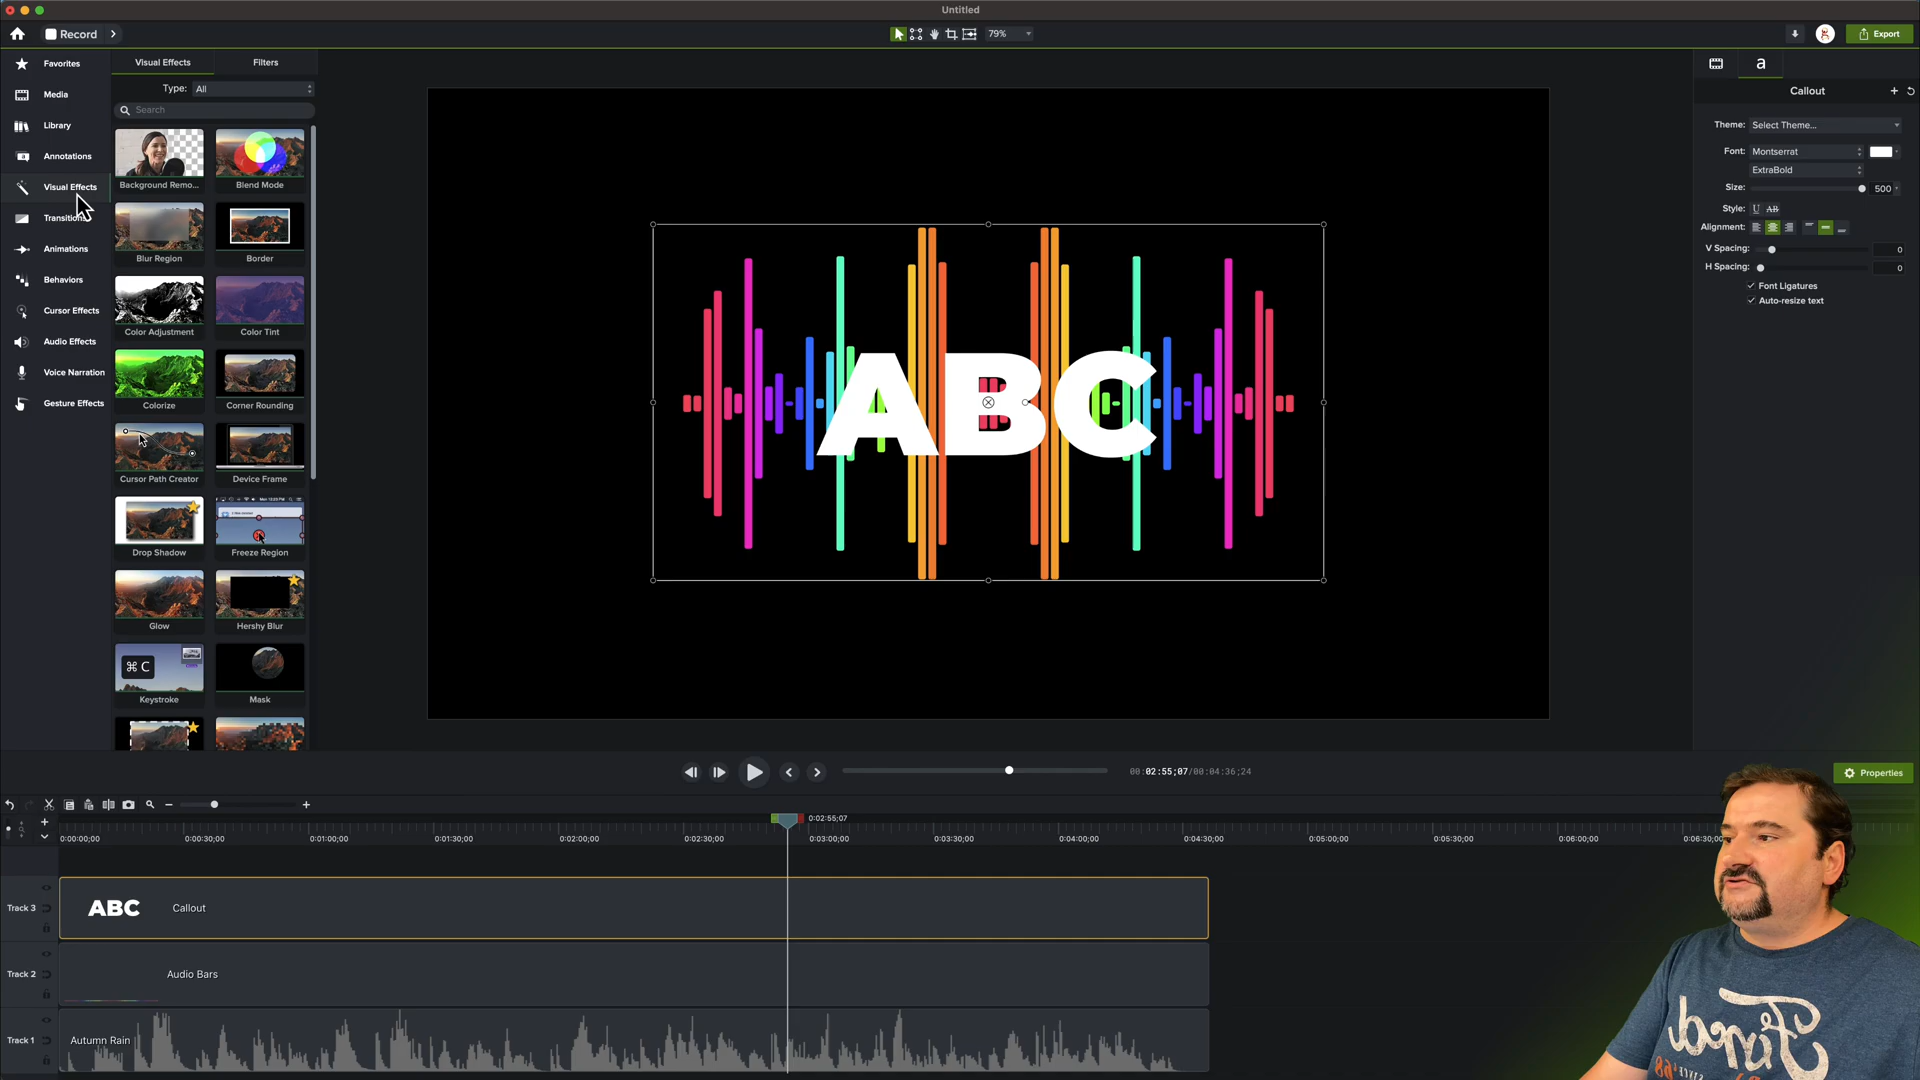 Untitled
Record
79%
Export
Favorites
Media
Library
Annotations
Visual Effects
Transitions
Animations
Behaviors
Cursor Effects
Audio Effects
Voice Narration
Gesture Effects
Visual Effects
Filters
Type: All
Search
Background Remo...
Blend Mode
Blur Region
Border
Color Adjustment
Color Tint
Colorize
Corner Rounding
Cursor Path Creator
Device Frame
Drop Shadow
Freeze Region
Glow
Hershy Blur
⌘ C
Keystroke
Mask
ABC
a
Callout
Theme: Select Theme...
Font: Montserrat
ExtraBold
Size: 500
Style: U AB
Alignment:
V Spacing: 0
H Spacing: 0
Font Ligatures
Auto-resize text
00:02:55;07/00:04:36;24
Properties
0:02:55;07
0:00:00;00 0:00:30;00 0:01:00;00 0:01:30;00 0:02:00;00 0:02:30;00 0:03:00;00 0:03:30;00 0:04:00;00 0:04:30;00 0:05:00;00 0:05:30;00 0:06:00;00 0:06:30;00
Track 3
ABC
Callout
Track 2
Audio Bars
Track 1
Autumn Rain